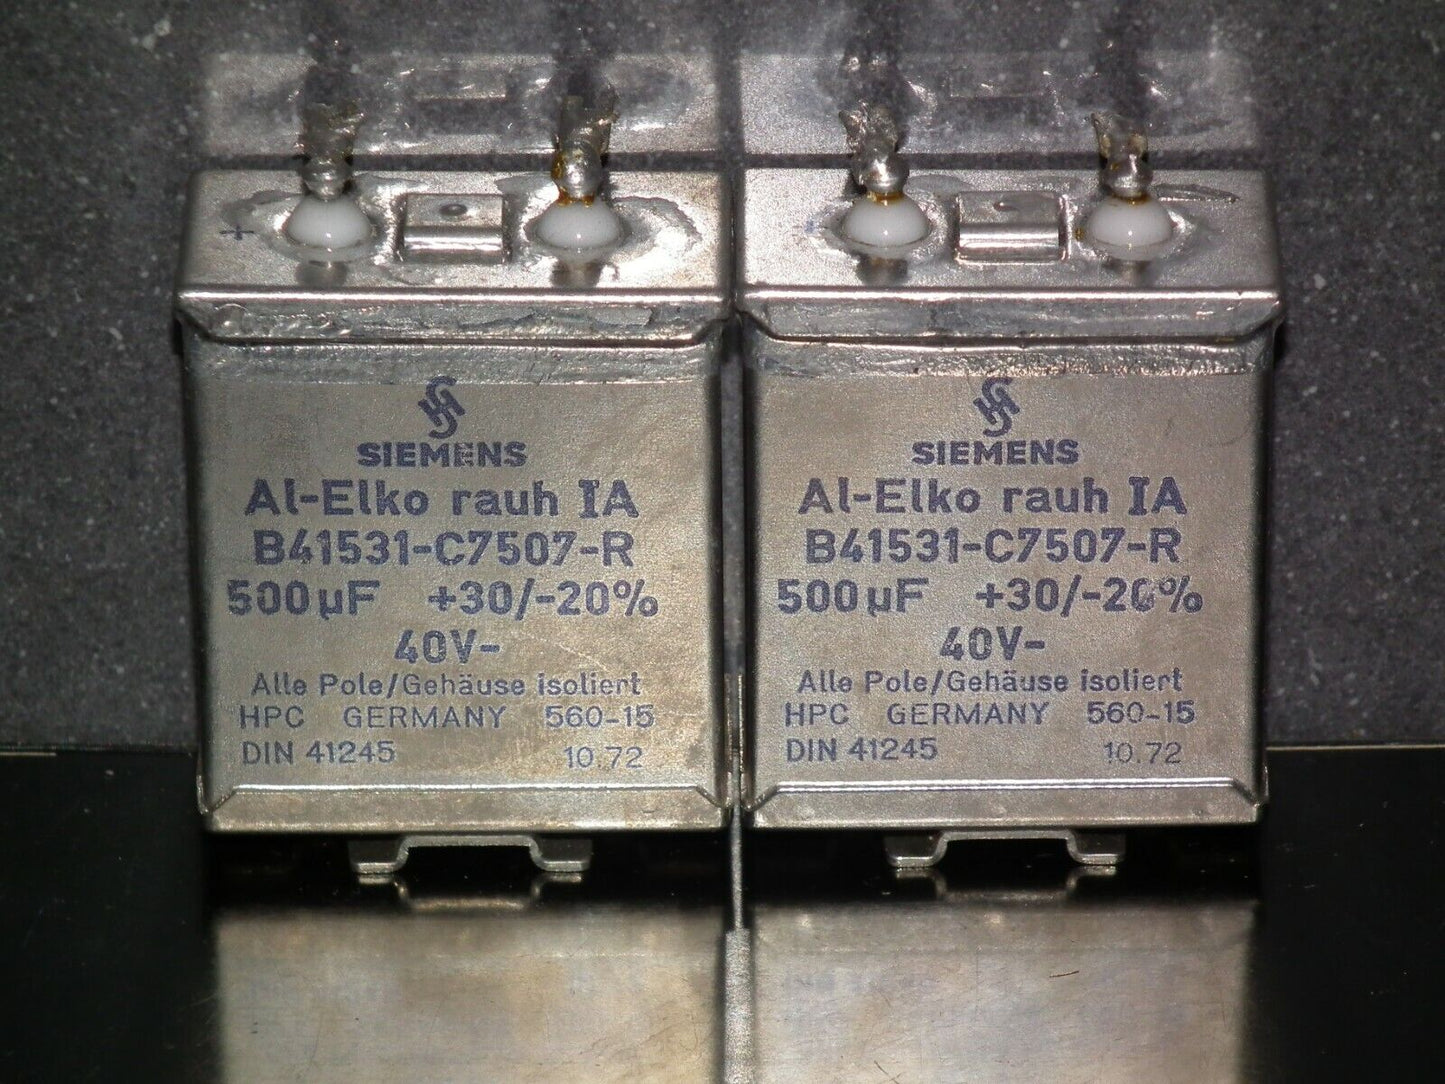 +
SIEMENS
Al-Elko rauh IA
B41531-C7507-R
500µF +30/-20%
40V-
Alle Pole/Gehäuse isoliert
HPC GERMANY 560-15
DIN 41245 10.72
SIEMENS
Al-Elko rauh IA
B41531-C7507-R
500µF +30/-20%
40V-
Alle Pole/Gehäuse isoliert
HPC GERMANY 560-15
DIN 41245 10.72